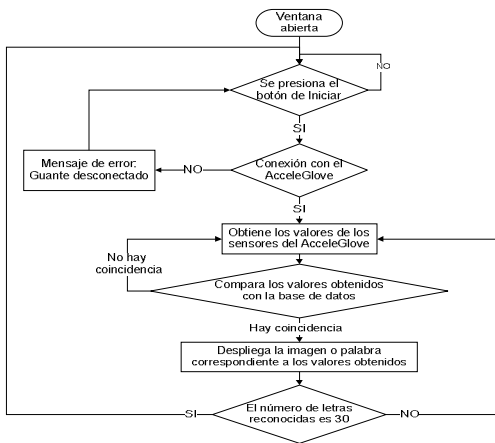 Ventana
abierta
Se presiona el
botón de Iniciar
NO
SI
Mensaje de error:
Guante desconectado
NO
Conexión con el
AcceleGlove
SI
Obtiene los valores de los
sensores del AcceleGlove
No hay
coincidencia
Compara los valores obtenidos
con la base de datos
Hay coincidencia
Despliega la imagen o palabra
correspondiente a los valores obtenidos
SI
El número de letras
reconocidas es 30
NO